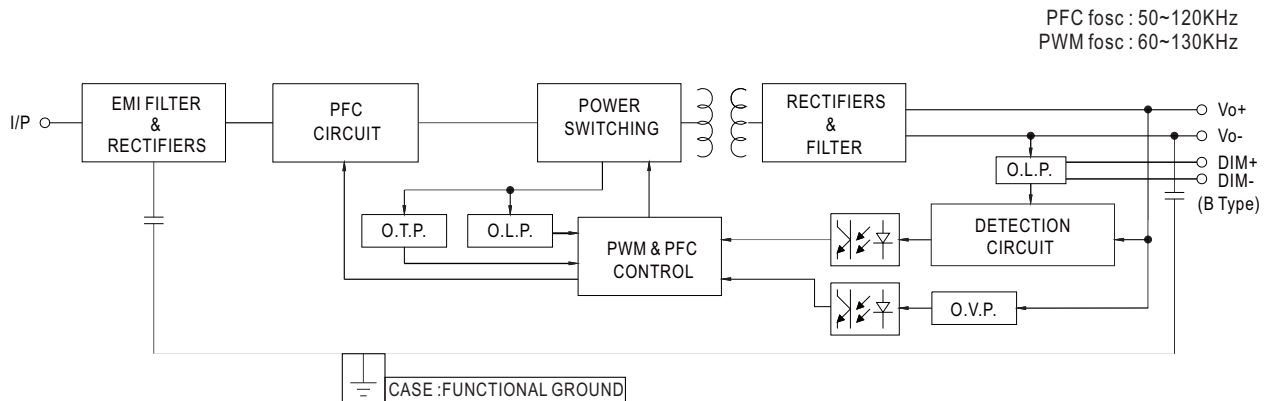 PFC fosc : 50~120KHz
PWM fosc : 60~130KHz
I/P
EMI FILTER
&
RECTIFIERS
PFC
CIRCUIT
POWER
SWITCHING
RECTIFIERS
&
FILTER
Vo+
Vo-
DIM+
DIM-
(B Type)
O.L.P.
O.T.P.
O.L.P.
PWM & PFC
CONTROL
DETECTION
CIRCUIT
O.V.P.
CASE :FUNCTIONAL GROUND